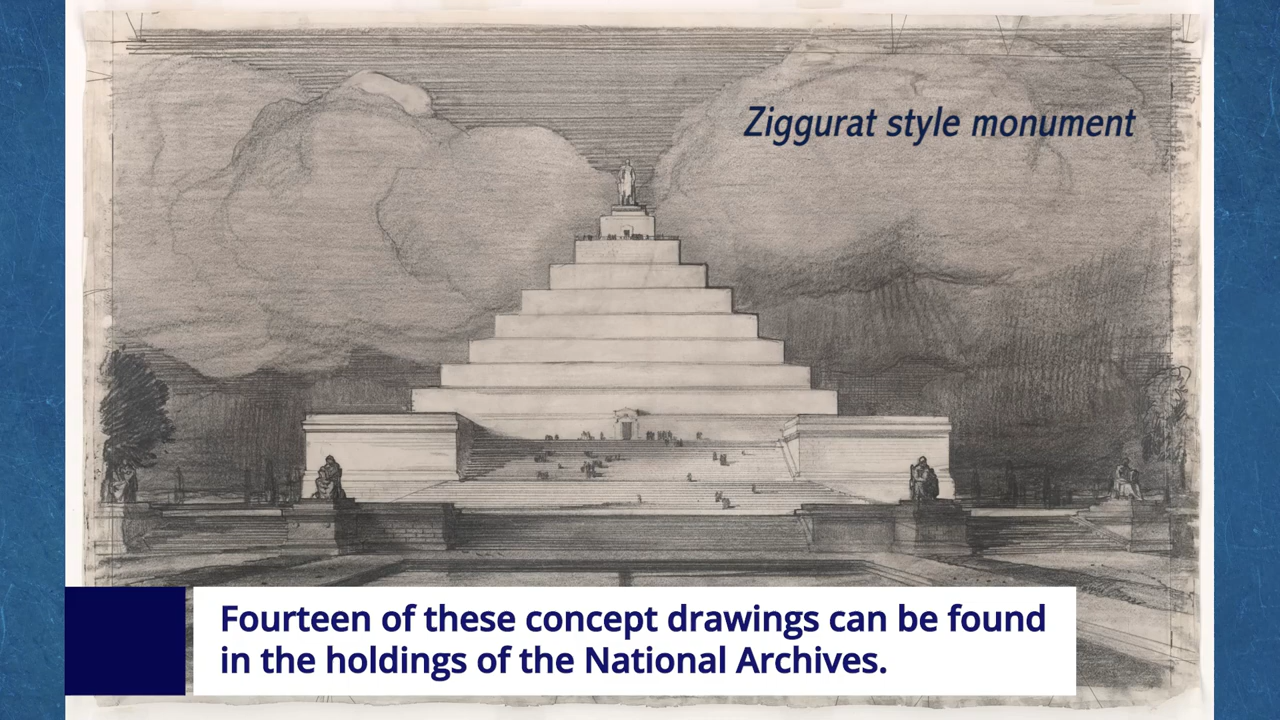 Ziggurat style monument
Fourteen of these concept drawings can be found
in the holdings of the National Archives.